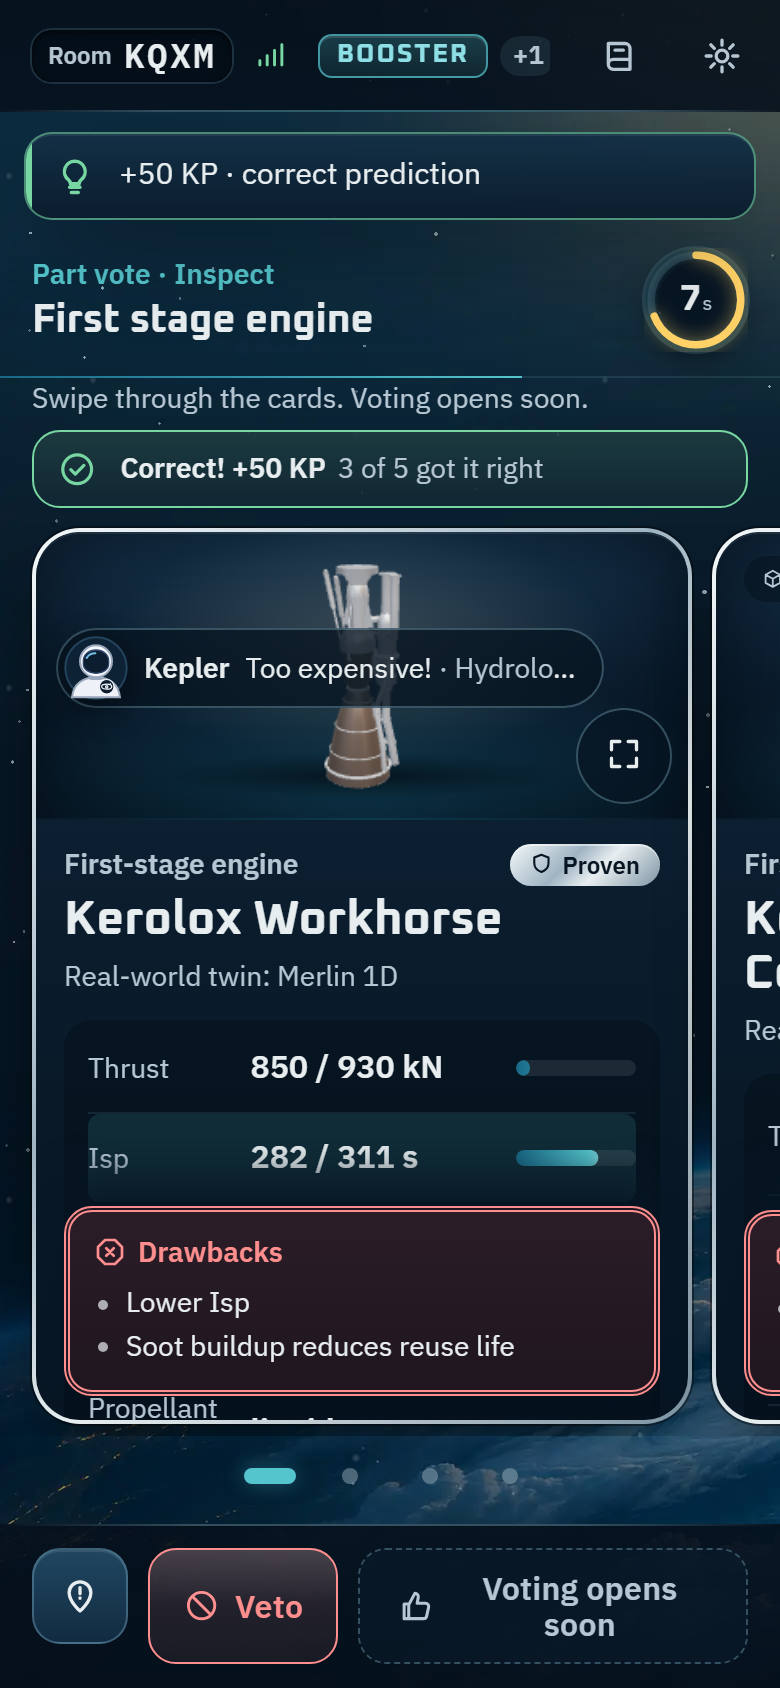 Room KQXM BOOSTER +1
+50 KP · correct prediction
Part vote · Inspect
First stage engine
7s
Swipe through the cards. Voting opens soon.
Correct! +50 KP 3 of 5 got it right
Kepler Too expensive! · Hydrolo...
First-stage engine
Proven
Kerolox Workhorse
Real-world twin: Merlin 1D
Thrust 850 / 930 kN
Isp 282 / 311 s
Drawbacks
Lower Isp
Soot buildup reduces reuse life
Propellant
Veto
Voting opens
soon